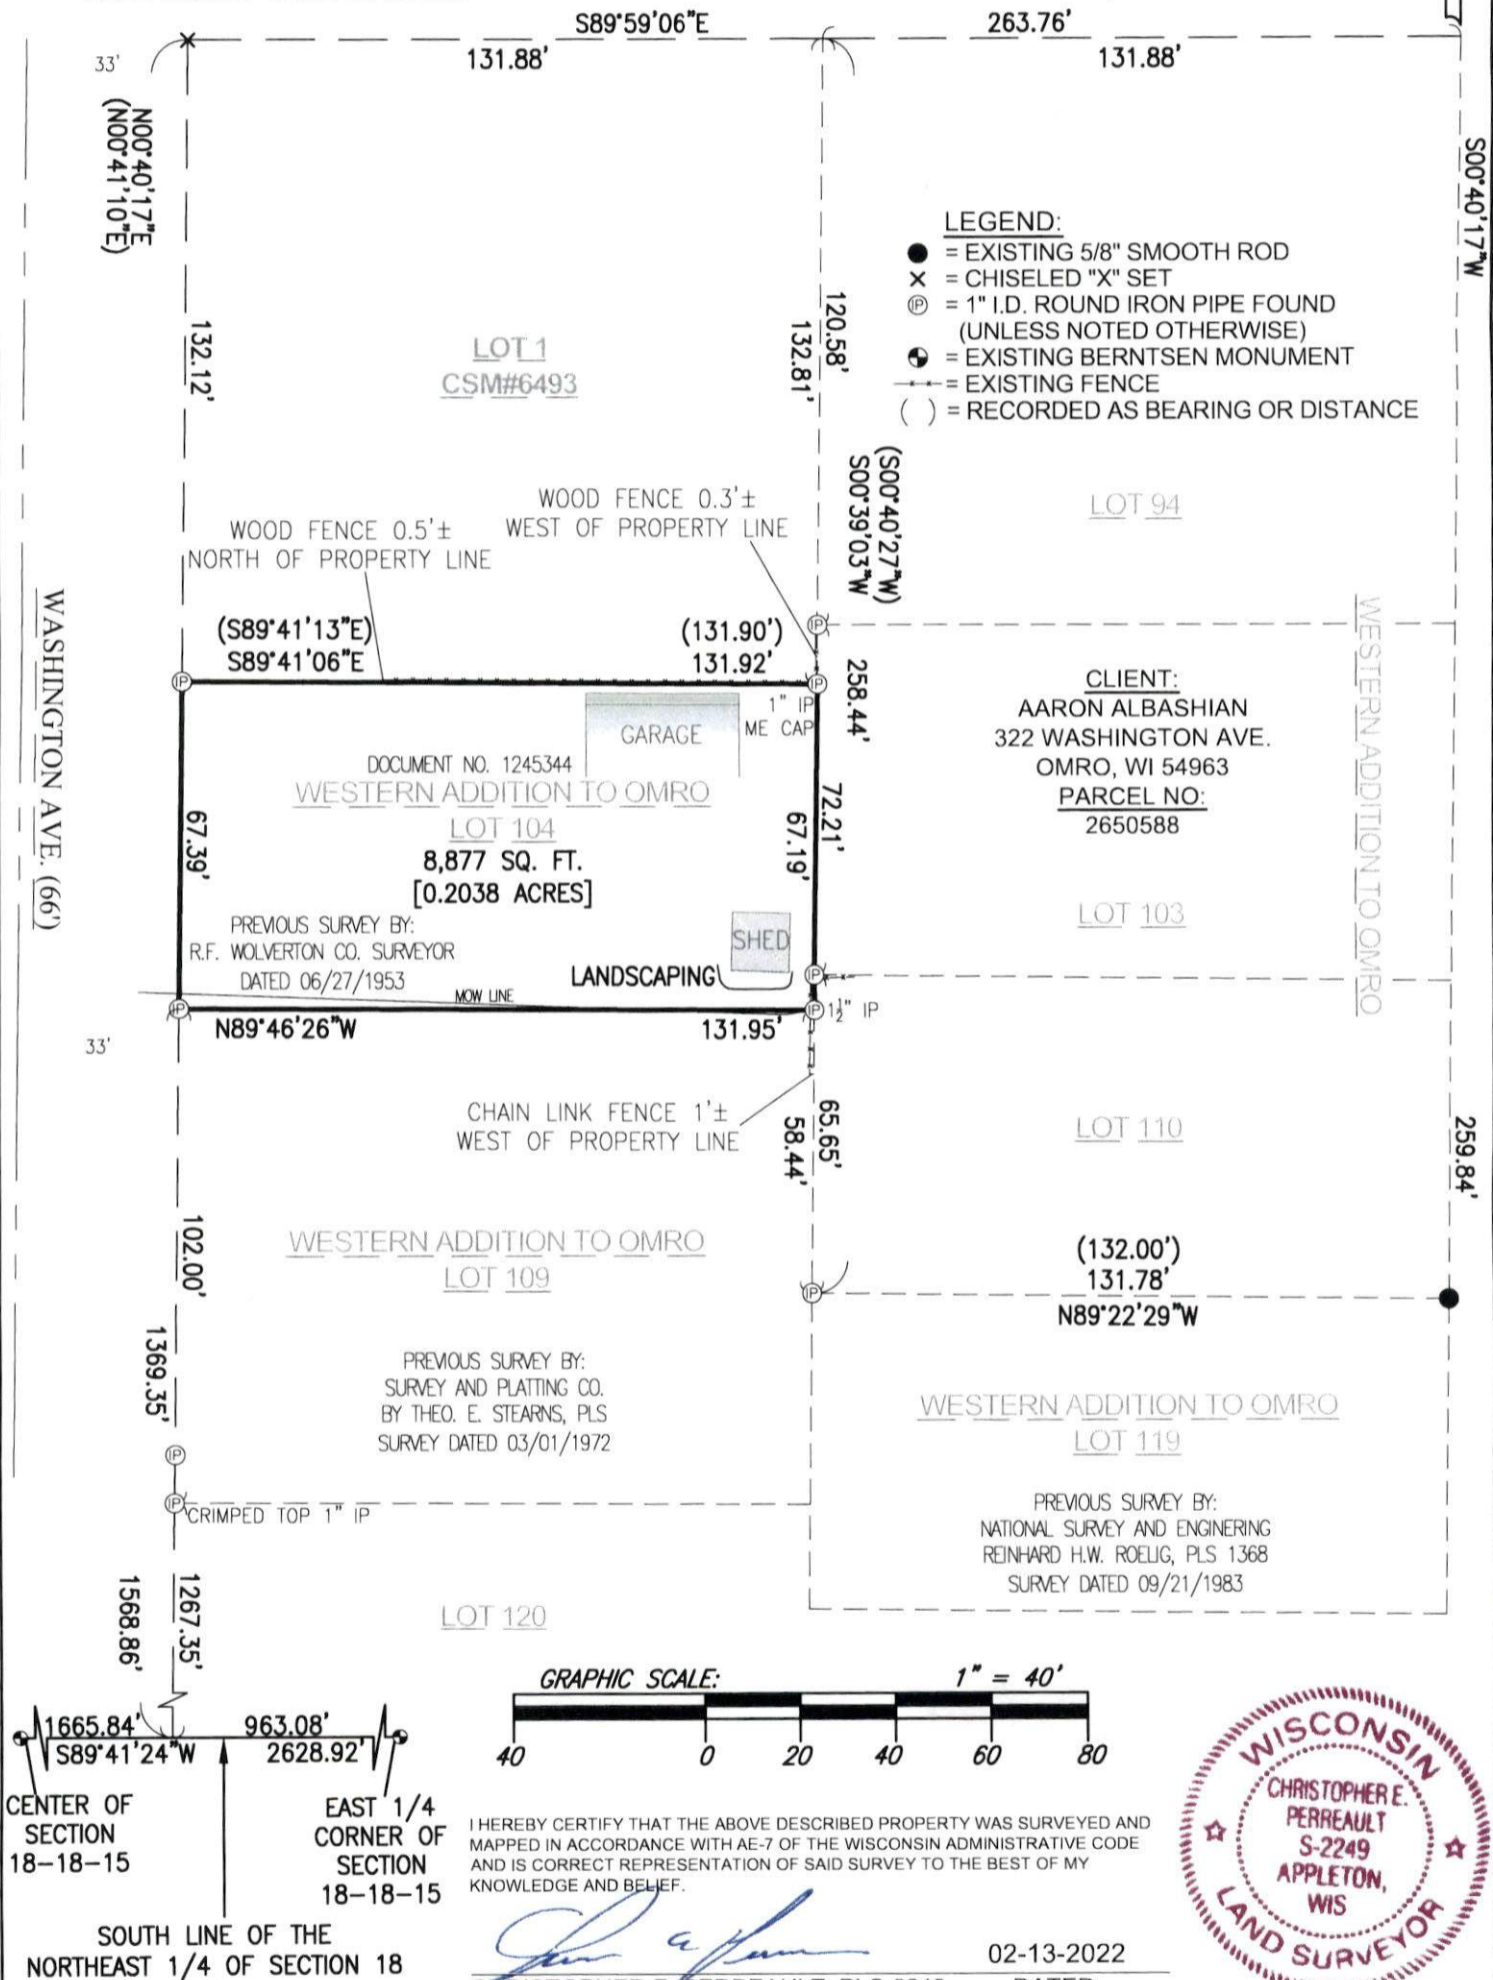 S89°59'06"E
263.76'
131.88'
131.88'
33'
N00°40'17"E
(N00°41'10"E)
S00°40'17"W
LEGEND:
● = EXISTING 5/8" SMOOTH ROD
✕ = CHISELED "X" SET
Ⓟ = 1" I.D. ROUND IRON PIPE FOUND
(UNLESS NOTED OTHERWISE)
= EXISTING BERNTSEN MONUMENT
= EXISTING FENCE
( ) = RECORDED AS BEARING OR DISTANCE
132.12'
LOT 1
CSM#6493
120.58'
132.81'
(S00°40'27"W)
S00°39'03"W
LOT 94
WOOD FENCE 0.3'±
WEST OF PROPERTY LINE
WOOD FENCE 0.5'±
NORTH OF PROPERTY LINE
WASHINGTON AVE. (66')
(S89°41'13"E)
S89°41'06"E
(131.90')
131.92'
IP
IP
IP
258.44'
CLIENT:
AARON ALBASHIAN
322 WASHINGTON AVE.
OMRO, WI 54963
PARCEL NO:
2650588
WESTERN ADDITION TO OMRO
1" IP
ME CAP
GARAGE
DOCUMENT NO. 1245344
WESTERN ADDITION TO OMRO
LOT 104
8,877 SQ. FT.
[0.2038 ACRES]
67.39'
72.21'
67.19'
LOT 103
PREVIOUS SURVEY BY:
R.F. WOLVERTON CO. SURVEYOR
DATED 06/27/1953
SHED
LANDSCAPING
MOW LINE
IP
IP
IP
1½" IP
N89°46'26"W
131.95'
33'
CHAIN LINK FENCE 1'±
WEST OF PROPERTY LINE
65.65'
58.44'
LOT 110
259.84'
102.00'
WESTERN ADDITION TO OMRO
LOT 109
(132.00')
131.78'
N89°22'29"W
IP
1369.35'
PREVIOUS SURVEY BY:
SURVEY AND PLATTING CO.
BY THEO. E. STEARNS, PLS
SURVEY DATED 03/01/1972
WESTERN ADDITION TO OMRO
LOT 119
IP
IP
CRIMPED TOP 1" IP
PREVIOUS SURVEY BY:
NATIONAL SURVEY AND ENGINERING
REINHARD H.W. ROELIG, PLS 1368
SURVEY DATED 09/21/1983
1568.86'
1267.35'
LOT 120
GRAPHIC SCALE:
1" = 40'
40 0 20 40 60 80
1665.84'
963.08'
S89°41'24"W
2628.92'
CENTER OF
SECTION
18-18-15
EAST 1/4
CORNER OF
SECTION
18-18-15
SOUTH LINE OF THE
NORTHEAST 1/4 OF SECTION 18
I HEREBY CERTIFY THAT THE ABOVE DESCRIBED PROPERTY WAS SURVEYED AND
MAPPED IN ACCORDANCE WITH AE-7 OF THE WISCONSIN ADMINISTRATIVE CODE
AND IS CORRECT REPRESENTATION OF SAID SURVEY TO THE BEST OF MY
KNOWLEDGE AND BELIEF.
02-13-2022
DATED
WISCONSIN
CHRISTOPHER E.
PERREAULT
S-2249
APPLETON,
WIS
LAND SURVEYOR